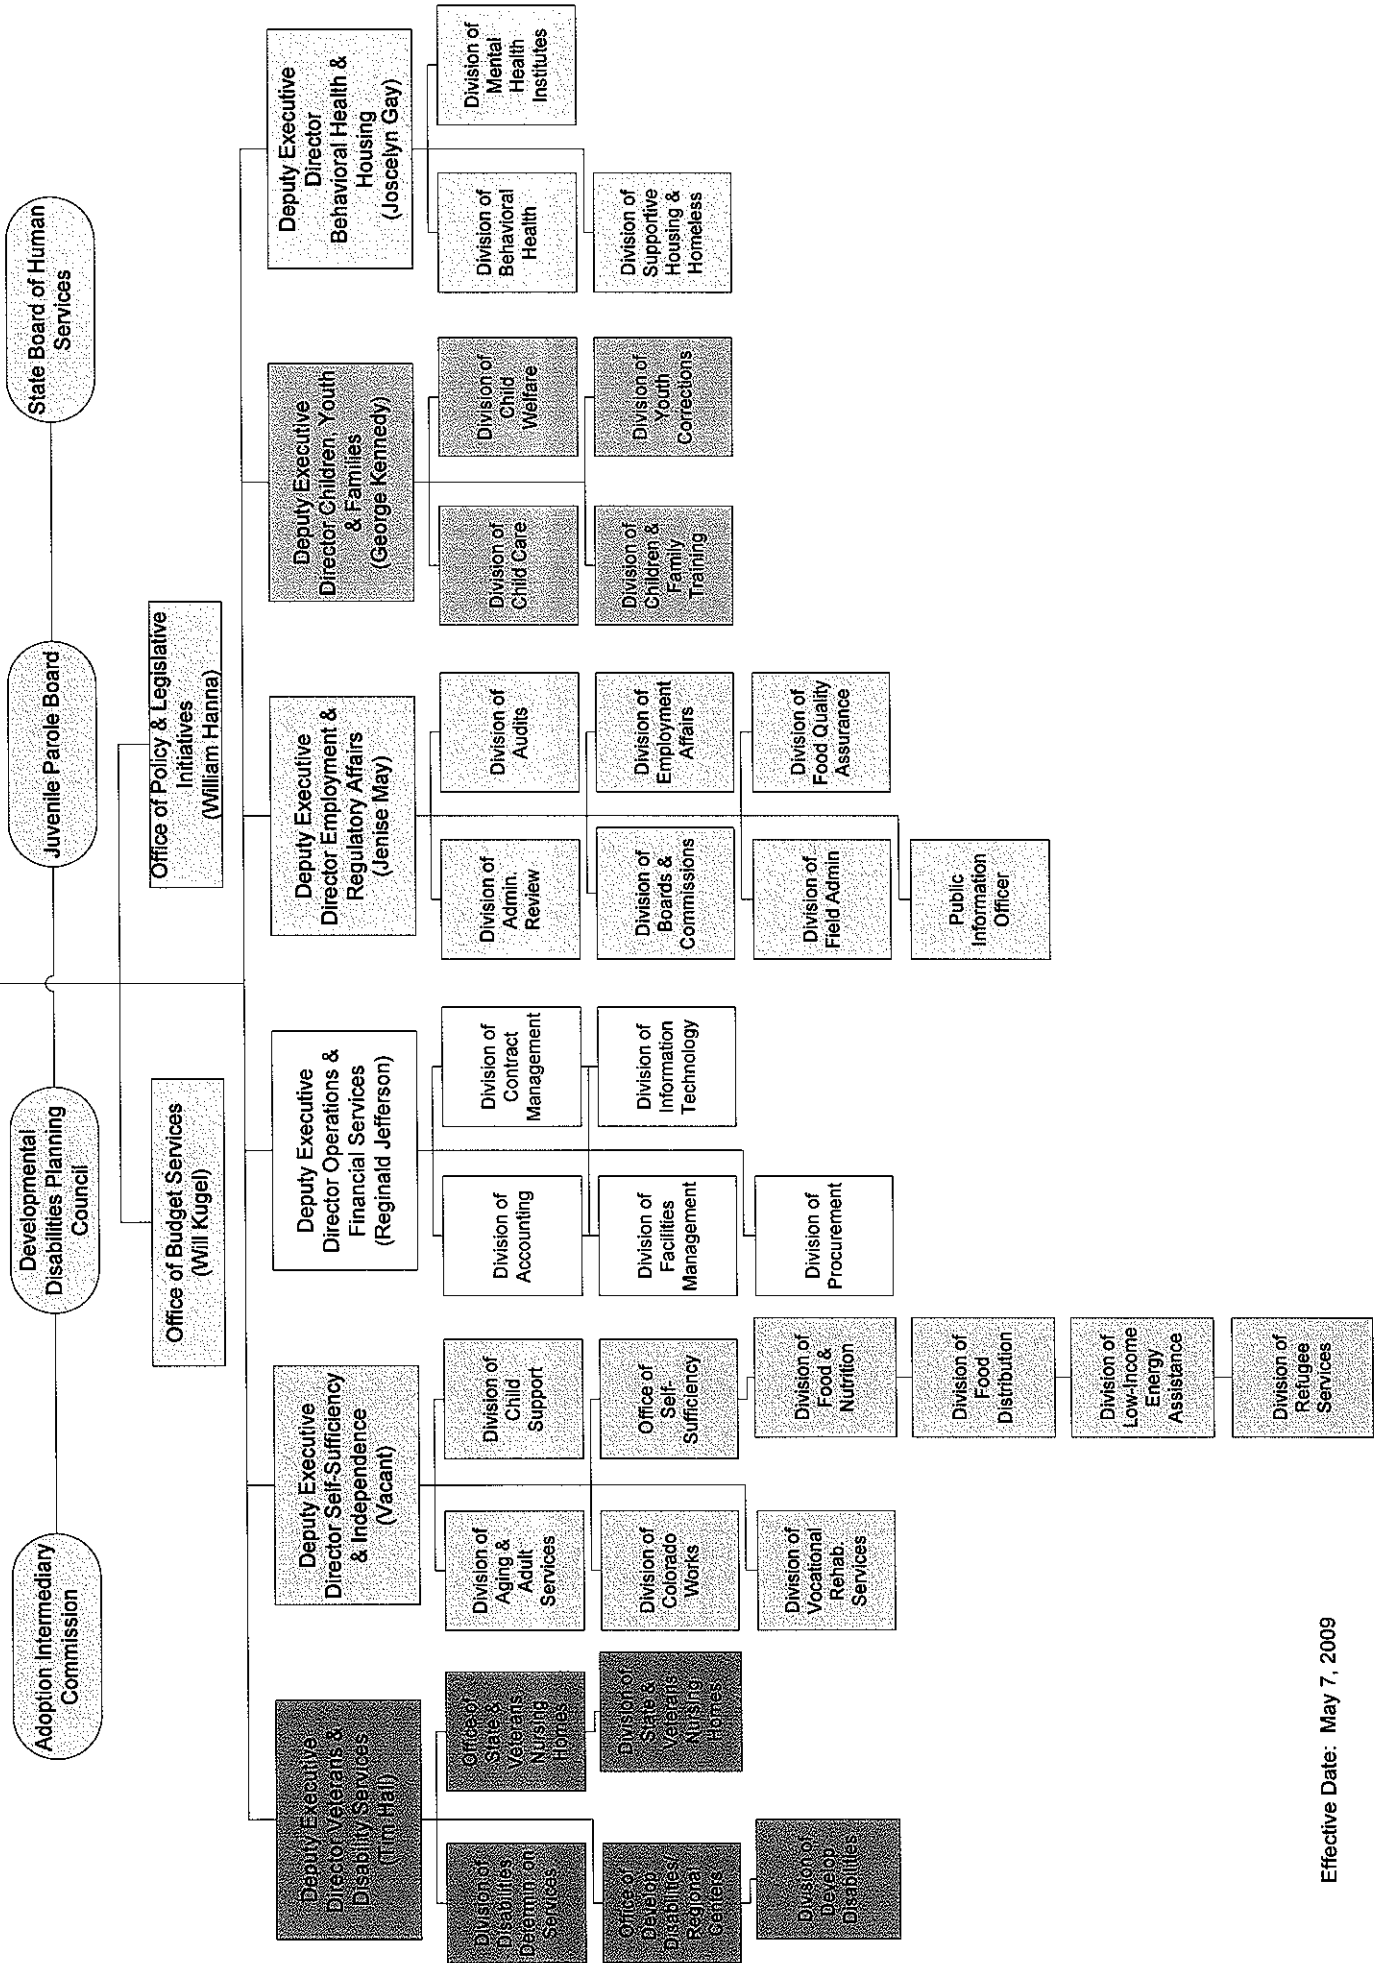 Adoption Intermediary
Commission
Developmental
Disabilities Planning
Council
Juvenile Parole Board
State Board of Human
Services
Office of Budget Services
(Will Kugel)
Office of Policy & Legislative
Initiatives
(William Hanna)
Deputy Executive
Director Veterans &
Disability Services
(Tim Hall)
Division of
Disabilities
Determin on
Services
Office of
State &
Veterans
Nursing
Homes
Office of
Develop
Disabilities/
Regional
Centers
Division of
State &
Veterans
Nursing
Homes
Division of
Develop
Disabilities
Deputy Executive
Director Self-Sufficiency
& Independence
(Vacant)
Division of
Aging &
Adult
Services
Division of
Child
Support
Division of
Colorado
Works
Office of
Self-
Sufficiency
Division of
Vocational
Rehab.
Services
Division of
Food &
Nutrition
Division of
Food
Distribution
Division of
Low-Income
Energy
Assistance
Division of
Refugee
Services
Deputy Executive
Director Operations &
Financial Services
(Reginald Jefferson)
Division of
Accounting
Division of
Contract
Management
Division of
Facilities
Management
Division of
Information
Technology
Division of
Procurement
Deputy Executive
Director Employment &
Regulatory Affairs
(Jenise May)
Division of
Admin.
Review
Division of
Audits
Division of
Boards &
Commissions
Division of
Employment
Affairs
Division of
Field Admin
Division of
Food Quality
Assurance
Public
Information
Officer
Deputy Executive
Director Children, Youth
& Families
(George Kennedy)
Division of
Child Care
Division of
Child
Welfare
Division of
Children &
Family
Training
Division of
Youth
Corrections
Deputy Executive
Director
Behavioral Health &
Housing
(Joscelyn Gay)
Division of
Behavioral
Health
Division of
Mental
Health
Institutes
Division of
Supportive
Housing &
Homeless
Effective Date: May 7, 2009